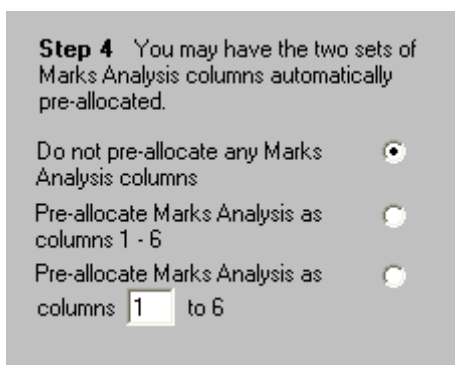 Step 4 You may have the two sets of
Marks Analysis columns automatically
pre-allocated.
Do not pre-allocate any Marks
Analysis columns
Pre-allocate Marks Analysis as
columns 1 - 6
Pre-allocate Marks Analysis as
columns 1 to 6